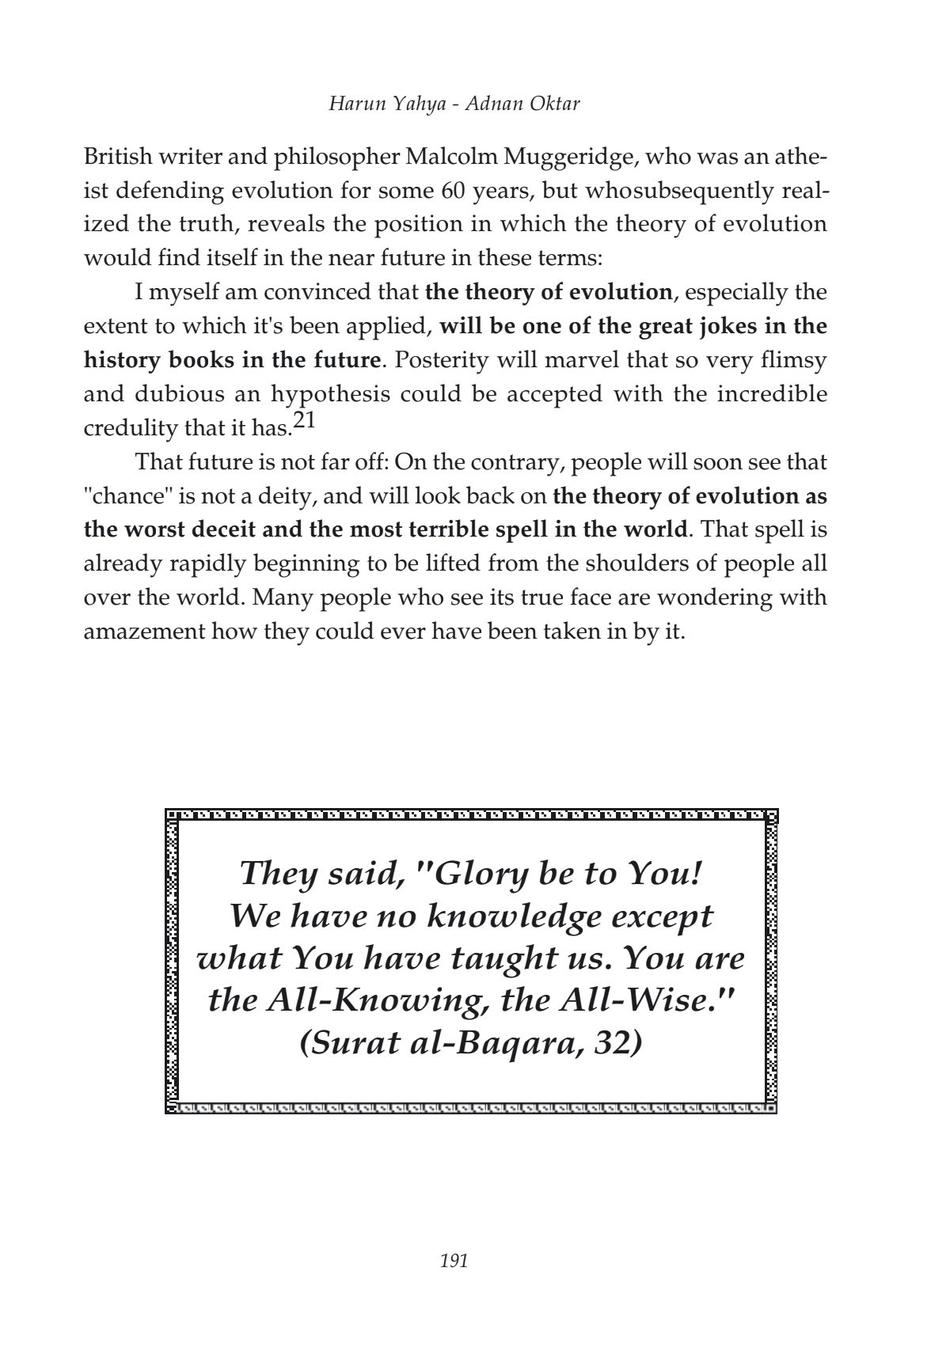 Harun Yahya - Adnan Oktar
British writer and philosopher Malcolm Muggeridge, who was an athe-
ist defending evolution for some 60 years, but whosubsequently real-
ized the truth, reveals the position in which the theory of evolution
would find itself in the near future in these terms:
I myself am convinced that the theory of evolution, especially the
extent to which it's been applied, will be one of the great jokes in the
history books in the future. Posterity will marvel that so very flimsy
and dubious an hypothesis could be accepted with the incredible
credulity that it has.21
That future is not far off: On the contrary, people will soon see that
"chance" is not a deity, and will look back on the theory of evolution as
the worst deceit and the most terrible spell in the world. That spell is
already rapidly beginning to be lifted from the shoulders of people all
over the world. Many people who see its true face are wondering with
amazement how they could ever have been taken in by it.
They said, "Glory be to You!
We have no knowledge except
what You have taught us. You are
the All-Knowing, the All-Wise."
(Surat al-Baqara, 32)
191